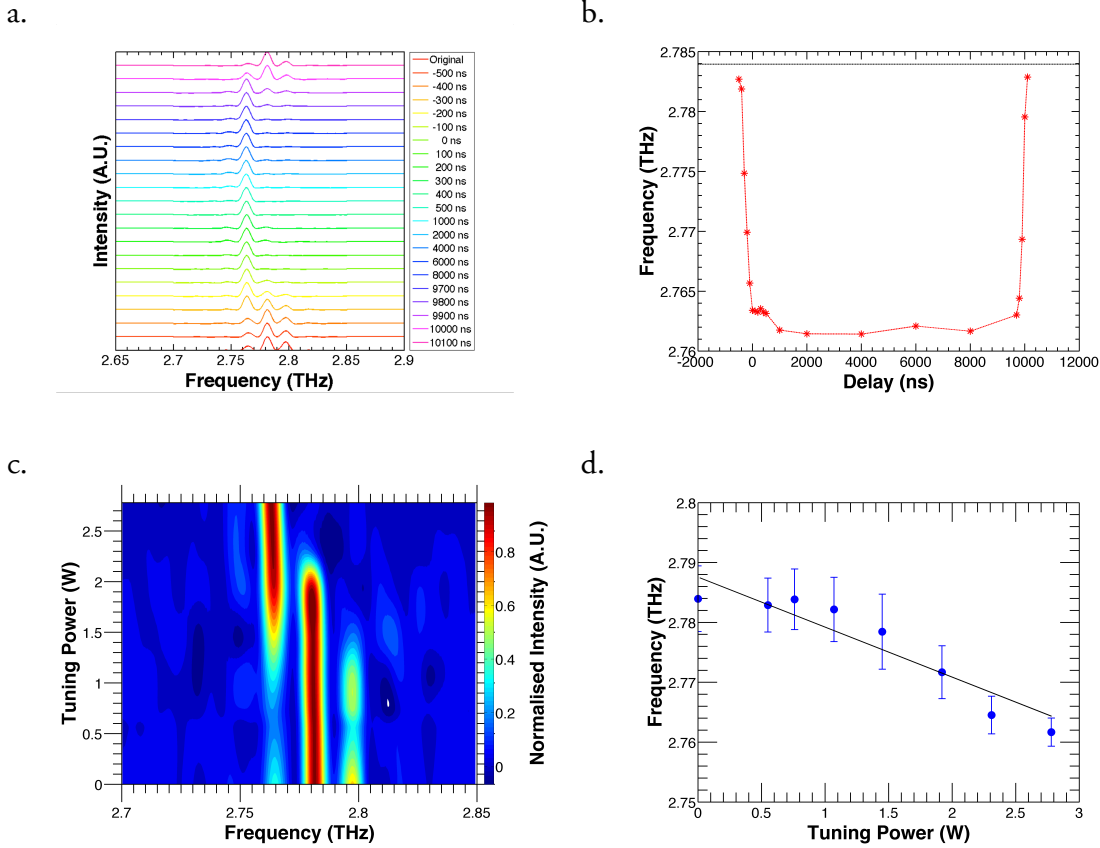 a.
Intensity (A.U.)
Original
-500 ns
-400 ns
-300 ns
-200 ns
-100 ns
0 ns
100 ns
200 ns
300 ns
400 ns
500 ns
1000 ns
2000 ns
4000 ns
6000 ns
8000 ns
9700 ns
9800 ns
9900 ns
10000 ns
10100 ns
2.65 2.7 2.75 2.8 2.85 2.9
Frequency (THz)
b.
Frequency (THz)
2.785
2.78
2.775
2.77
2.765
2.76
-2000 0 2000 4000 6000 8000 10000 12000
Delay (ns)
c.
Tuning Power (W)
2.5
2
1.5
1
0.5
0
2.7 2.75 2.8 2.85
Frequency (THz)
0.8
0.6
0.4
0.2
0
Normalised Intensity (A.U.)
d.
Frequency (THz)
2.8
2.79
2.78
2.77
2.76
2.75
0 0.5 1 1.5 2 2.5 3
Tuning Power (W)